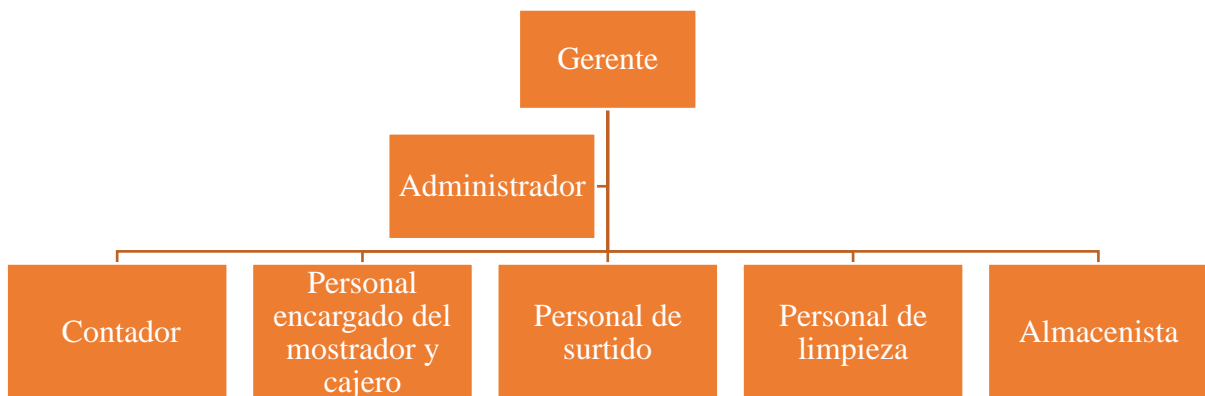 Gerente
Administrador
Contador
Personal
encargado del
mostrador y
cajero
Personal de
surtido
Personal de
limpieza
Almacenista